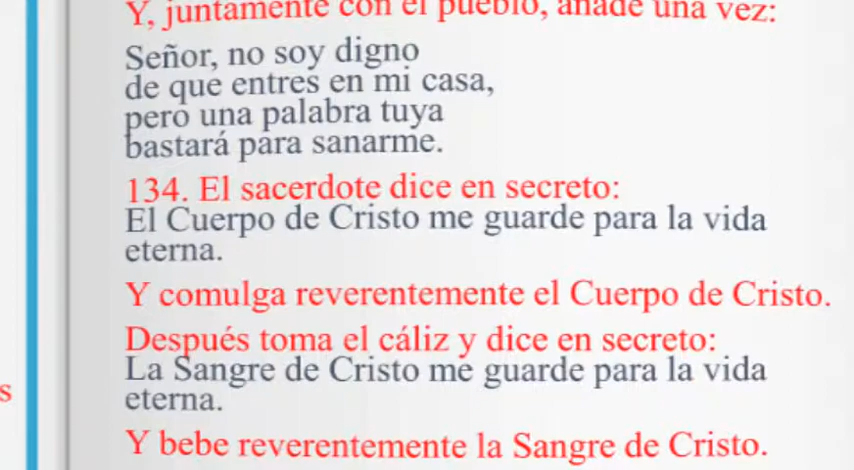 Y, juntamente con el pueblo, añade una vez:
Señor, no soy digno
de que entres en mi casa,
pero una palabra tuya
bastará para sanarme.
134. El sacerdote dice en secreto:
El Cuerpo de Cristo me guarde para la vida
eterna.
Y comulga reverentemente el Cuerpo de Cristo.
Después toma el cáliz y dice en secreto:
La Sangre de Cristo me guarde para la vida
eterna.
s
Y bebe reverentemente la Sangre de Cristo.